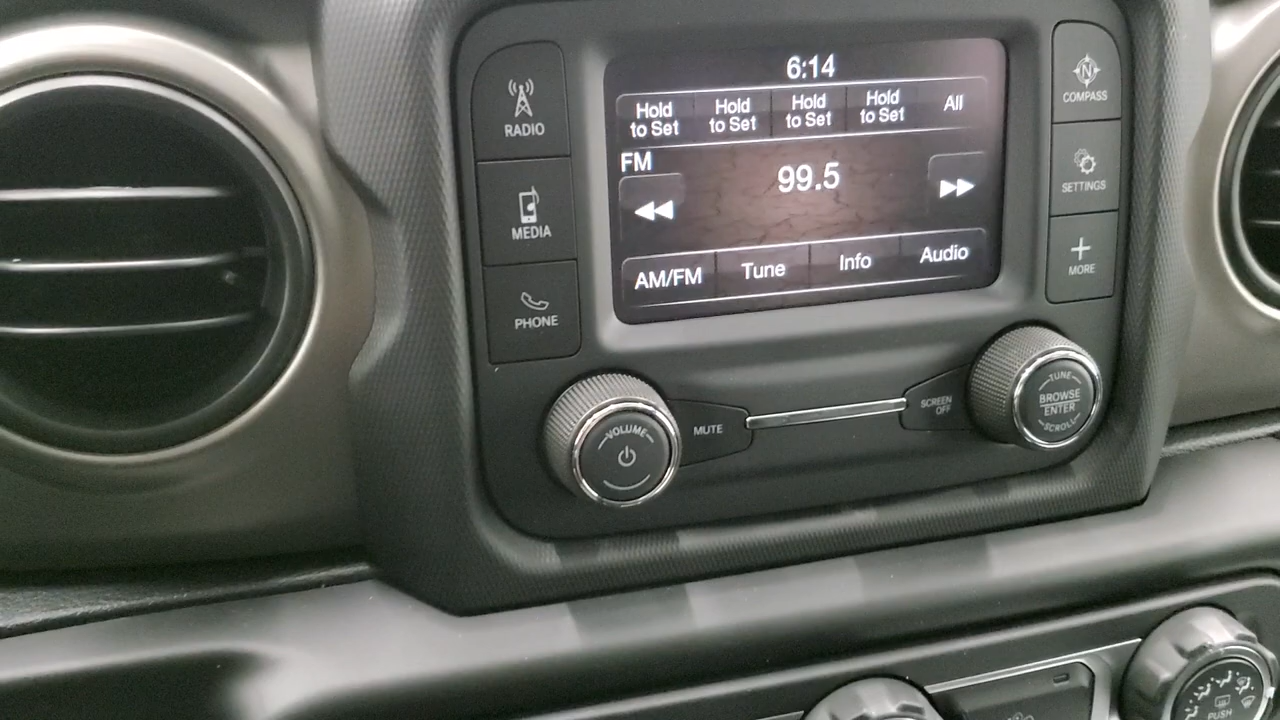 6:14
Hold
to Set
Hold
to Set
Hold
to Set
Hold
to Set
All
FM
99.5
AM/FM
Tune
Info
Audio
RADIO
MEDIA
PHONE
N
COMPASS
SETTINGS
MORE
VOLUME
MUTE
SCREEN
OFF
TUNE
BROWSE
ENTER
SCROLL
PUSH